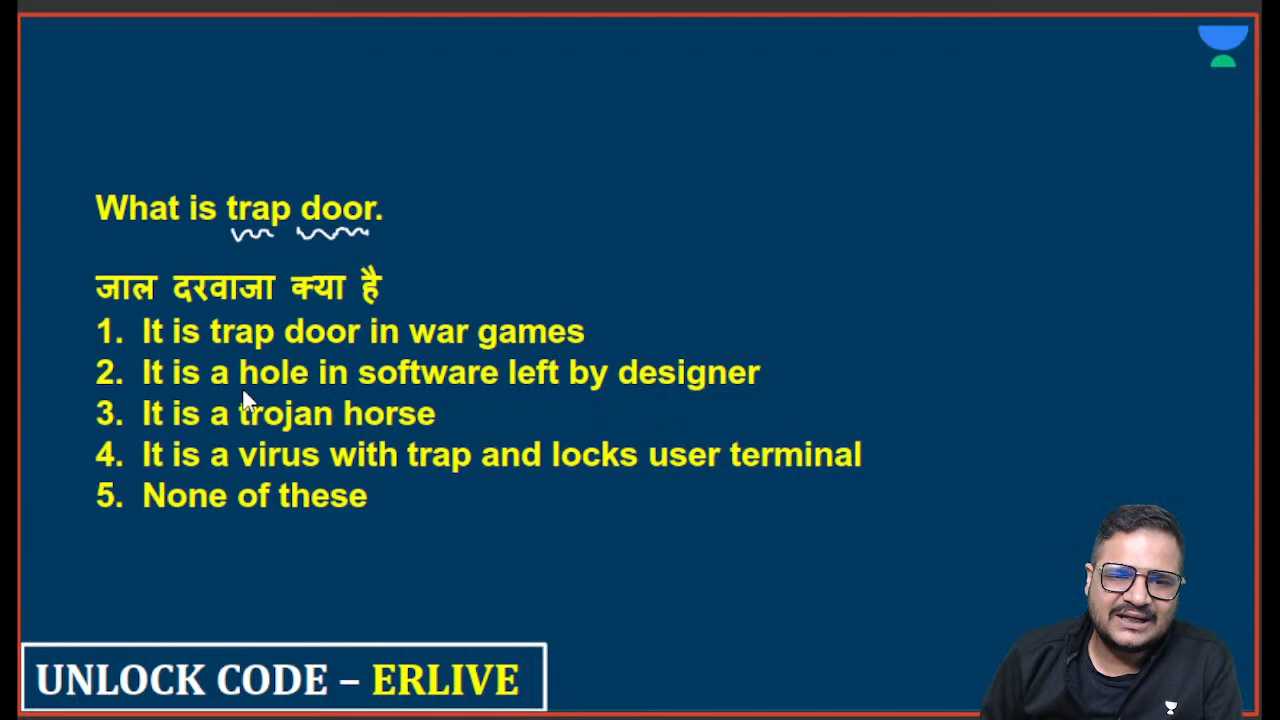 What is trap door.
जाल दरवाजा क्या है
1. It is trap door in war games
2. It is a hole in software left by designer
3. It is a trojan horse
4. It is a virus with trap and locks user terminal
5. None of these
UNLOCK CODE – ERLIVE